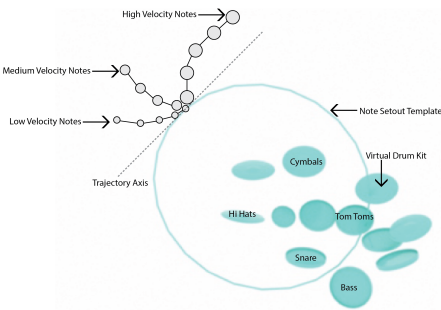 High Velocity Notes
Medium Velocity Notes
Low Velocity Notes
Note Setout Template
Trajectory Axis
Virtual Drum Kit
Cymbals
Hi Hats
Tom Toms
Snare
Bass